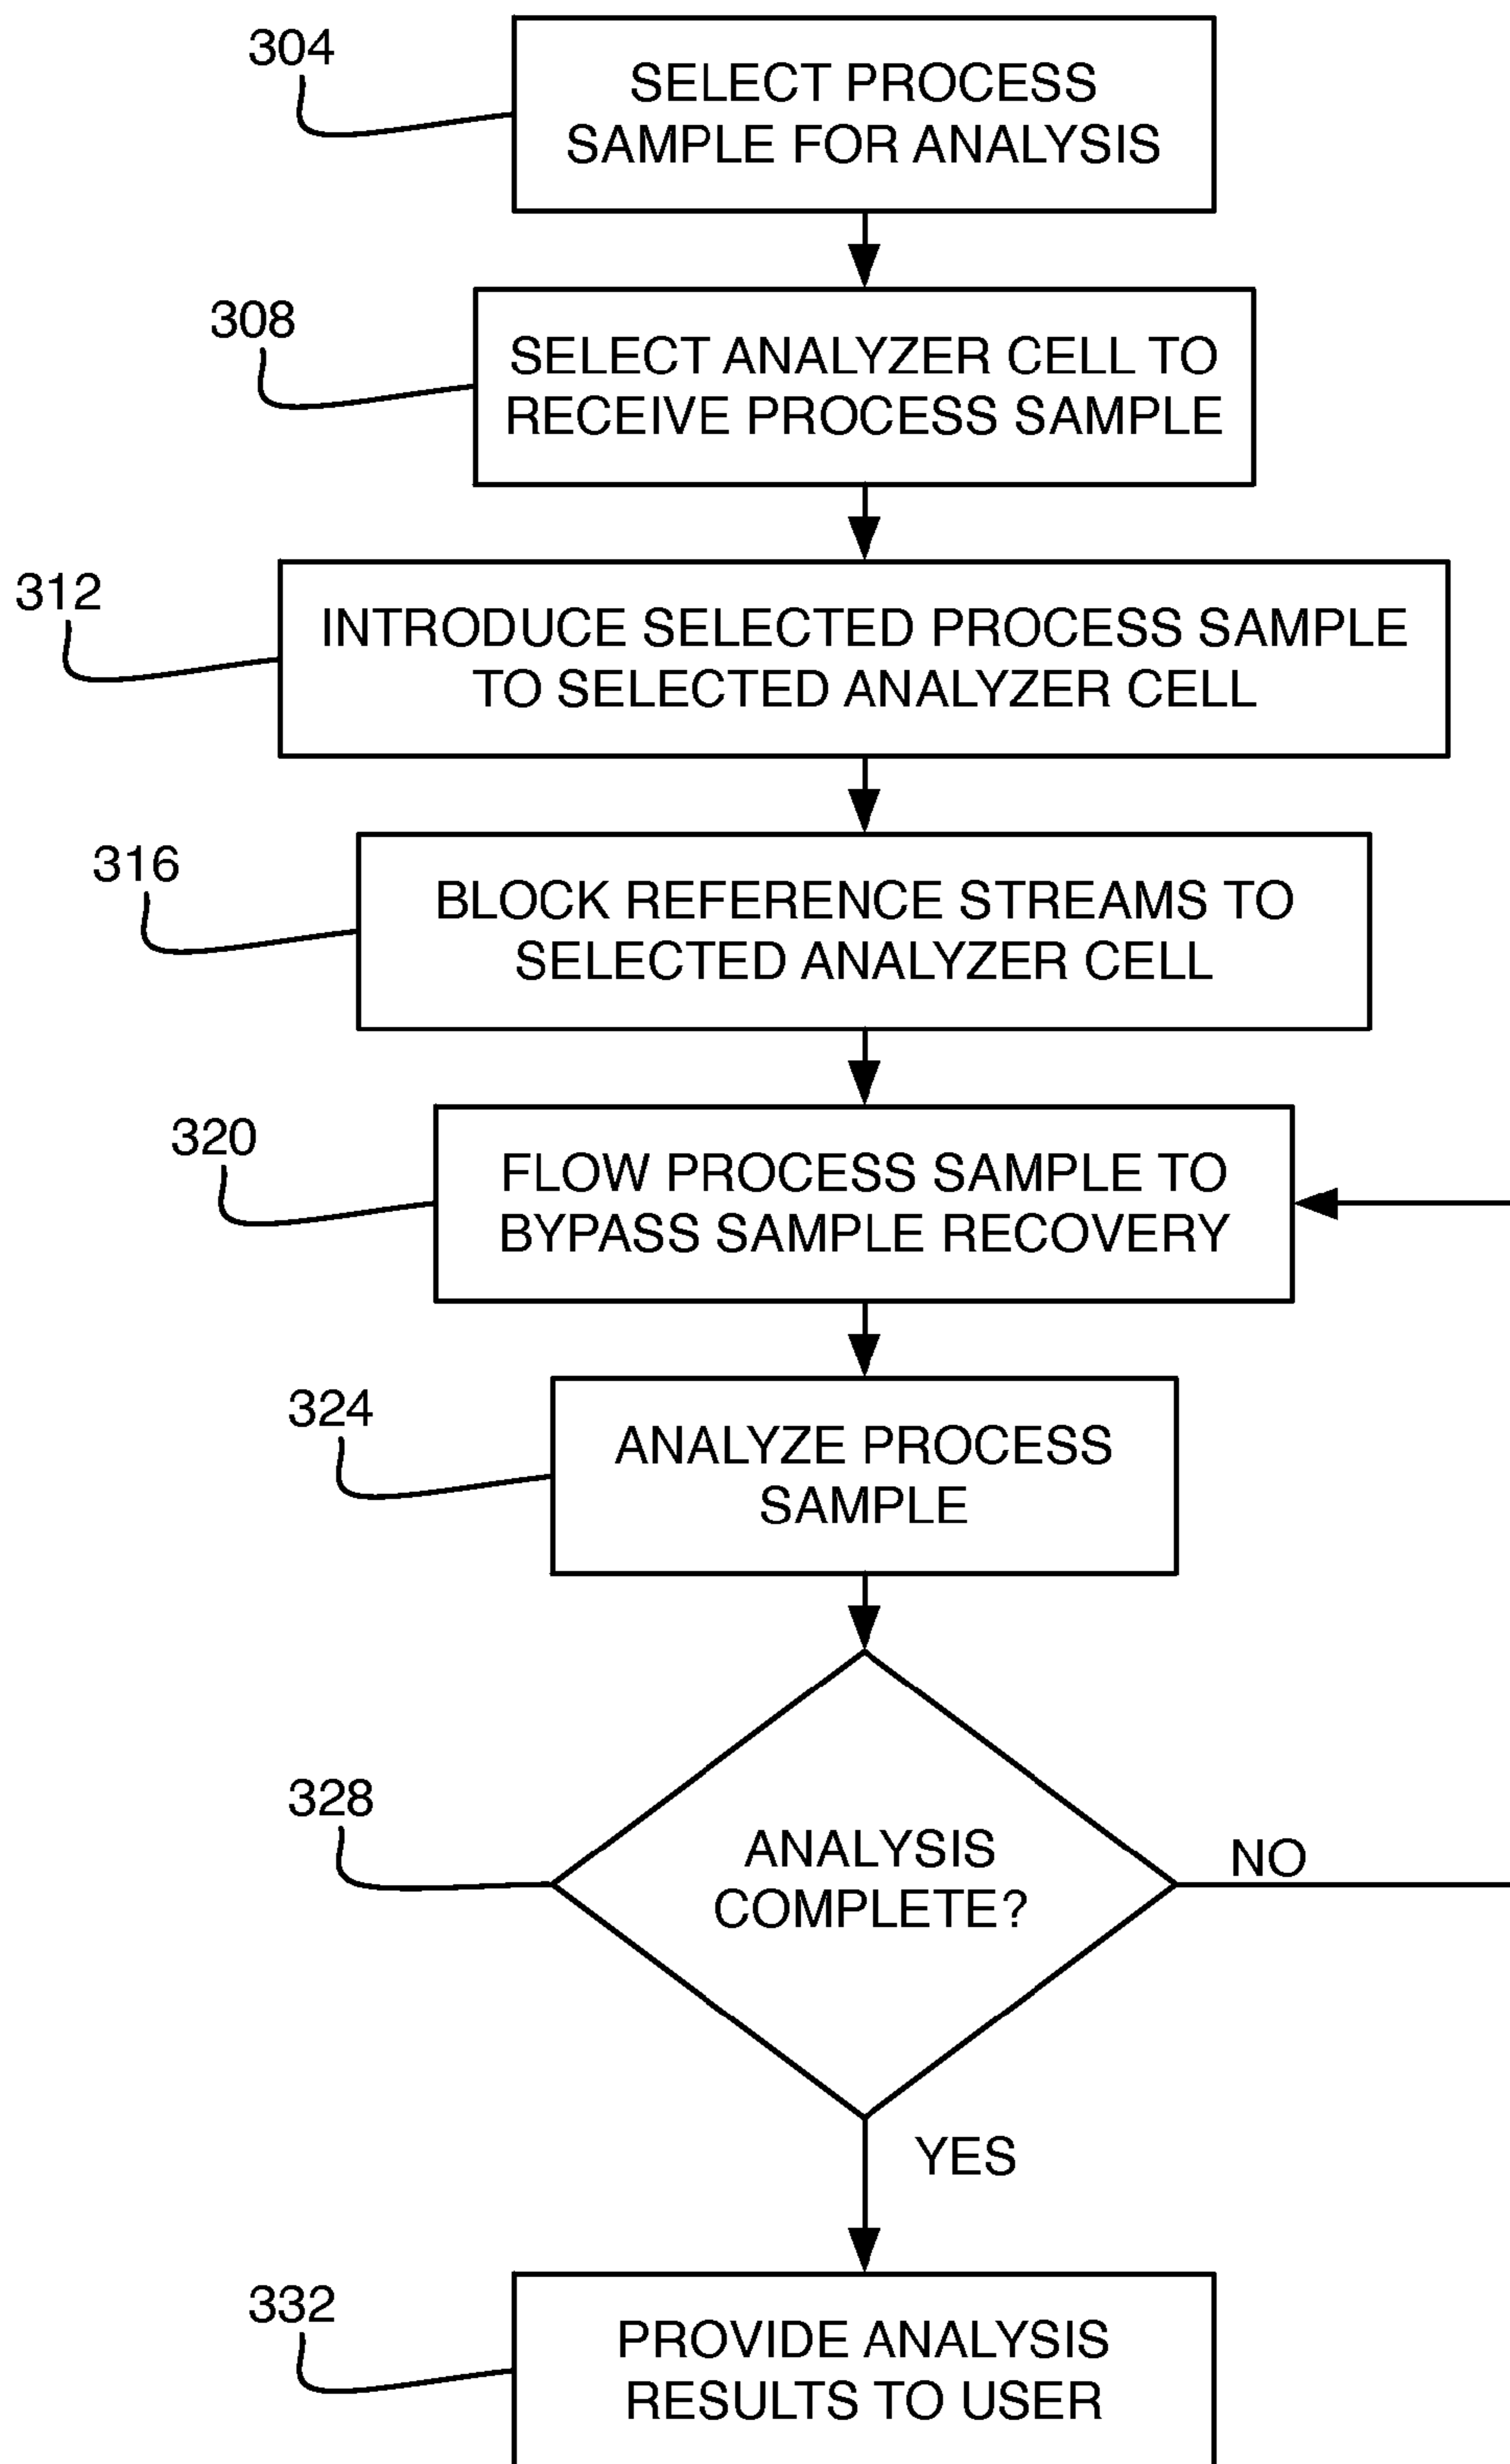 304
SELECT PROCESS
SAMPLE FOR ANALYSIS
308
SELECT ANALYZER CELL TO
RECEIVE PROCESS SAMPLE
312
INTRODUCE SELECTED PROCESS SAMPLE
TO SELECTED ANALYZER CELL
316
BLOCK REFERENCE STREAMS TO
SELECTED ANALYZER CELL
320
FLOW PROCESS SAMPLE TO
BYPASS SAMPLE RECOVERY
324
ANALYZE PROCESS
SAMPLE
328
ANALYSIS
COMPLETE?
NO
YES
332
PROVIDE ANALYSIS
RESULTS TO USER